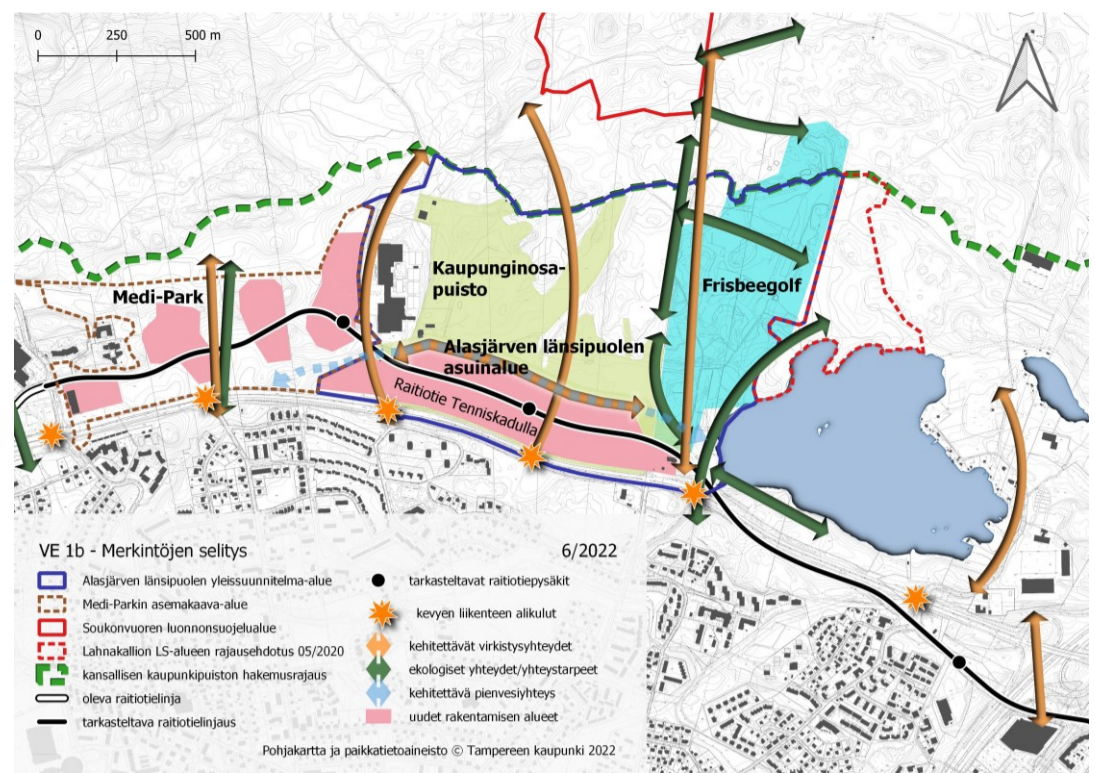 0 250 500 m
Kaupunginosa-
puisto
Medi-Park
Frisbeegolf
Alasjärven länsipuolen
asuinalue
Raitiotie Tenniskadulla
VE 1b - Merkintöjen selitys 6/2022
Alasjärven länsipuolen yleissuunnitelma-alue
Medi-Parkin asemakaava-alue
Soukonvuoren luonnonsuojelualue
Lahnakallion LS-alueen rajausehdotus 05/2020
kansallisen kaupunkipuiston hakemusrajaus
oleva raitiotielinja
tarkasteltava raitiotielinjaus
tarkasteltavat raitiotiepysäkit
kevyen liikenteen alikulut
kehitettävät virkistysyhteydet
ekologiset yhteydet/yhteystarpeet
kehitettävä pienvesiyhteys
uudet rakentamisen alueet
Pohjakartta ja paikkatietoaineisto © Tampereen kaupunki 2022